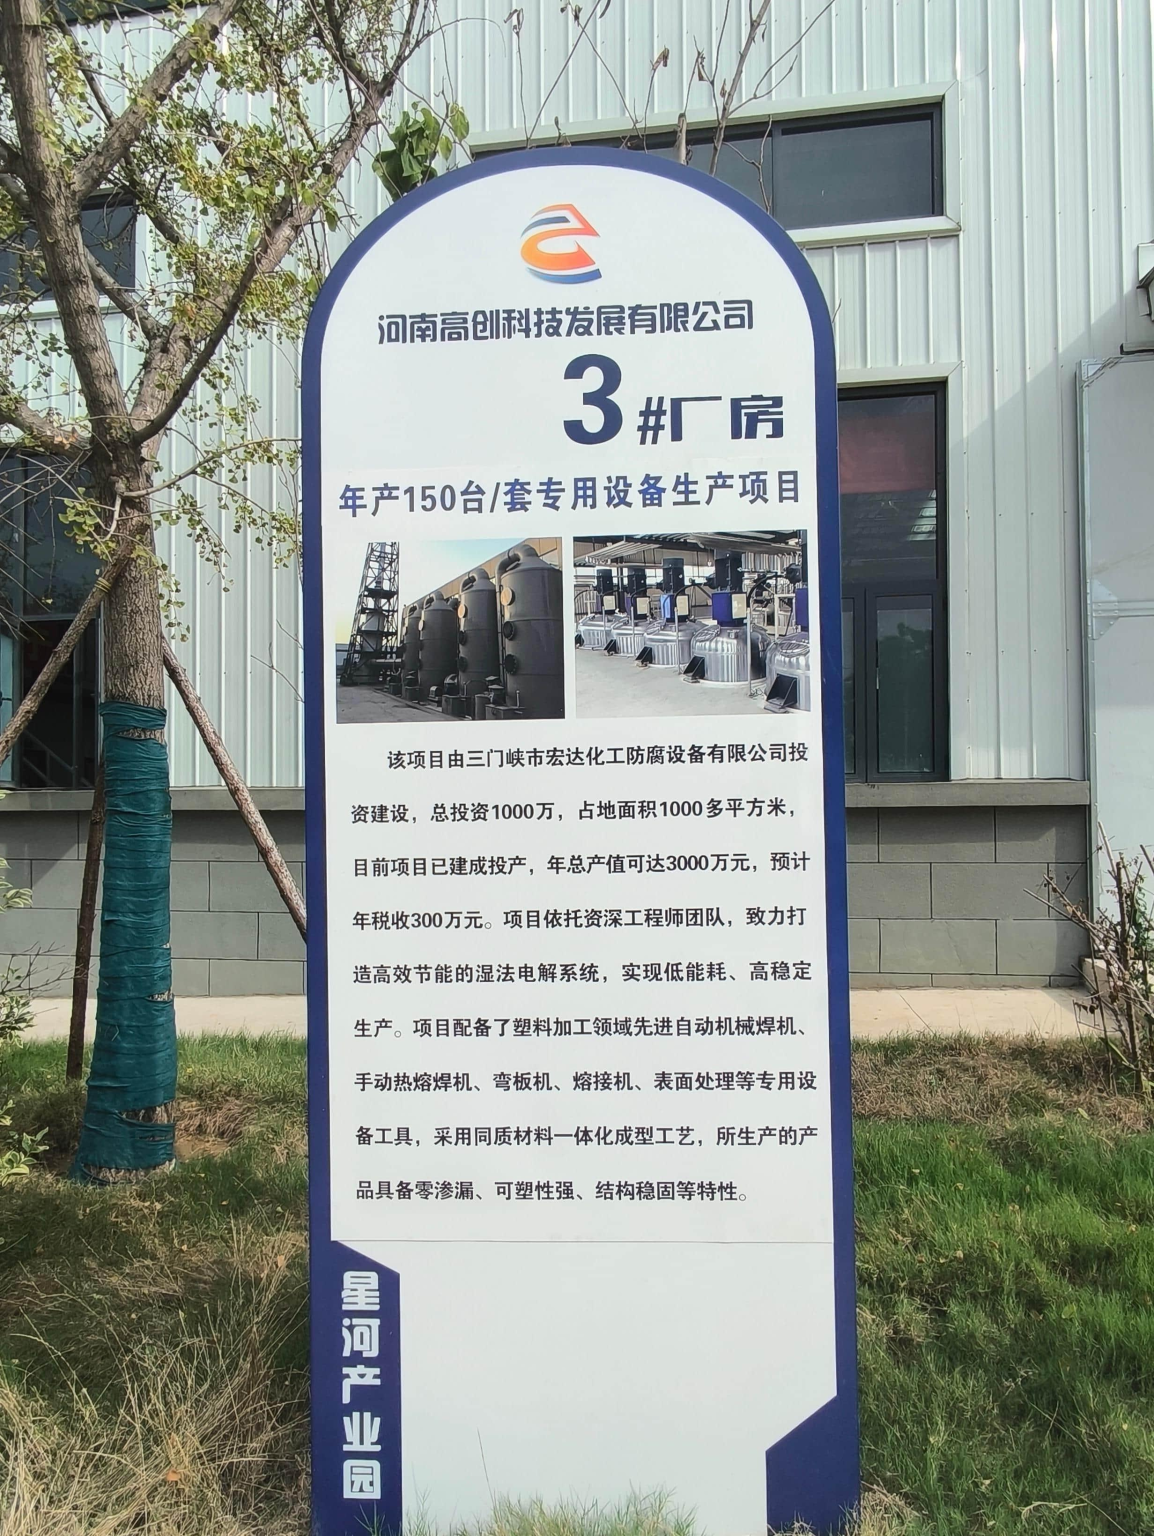 河南高创科技发展有限公司
3#厂房
年产150台/套专用设备生产项目
该项目由三门峡市宏达化工防腐设备有限公司投
资建设，总投资1000万，占地面积1000多平方米，
目前项目已建成投产，年总产值可达3000万元，预计
年税收300万元。项目依托资深工程师团队，致力打
造高效节能的湿法电解系统，实现低能耗、高稳定
生产。项目配备了塑料加工领域先进自动机械焊机、
手动热熔焊机、弯板机、熔接机、表面处理等专用设
备工具，采用同质材料一体化成型工艺，所生产的产
品具备零渗漏、可塑性强、结构稳固等特性。
星河产业园